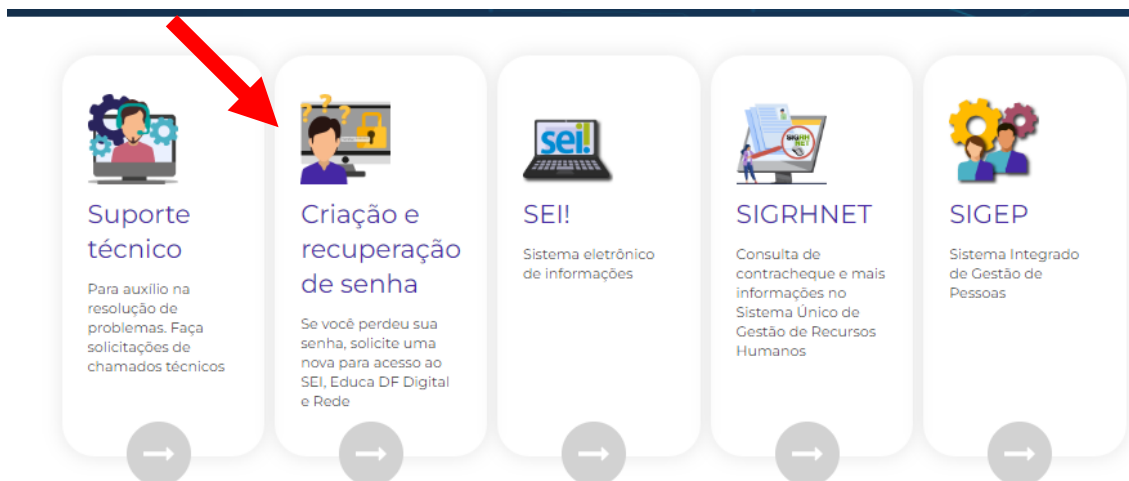 Suporte
técnico
Para auxílio na
resolução de
problemas. Faça
solicitações de
chamados técnicos
? ? ?
Criação e
recuperação
de senha
Se você perdeu sua
senha, solicite uma
nova para acesso ao
SEI, Educa DF Digital
e Rede
sei!
SEI!
Sistema eletrônico
de informações
SIGRH
NET
SIGRHNET
Consulta de
contracheque e mais
informações no
Sistema Único de
Gestão de Recursos
Humanos
SIGEP
Sistema Integrado
de Gestão de
Pessoas